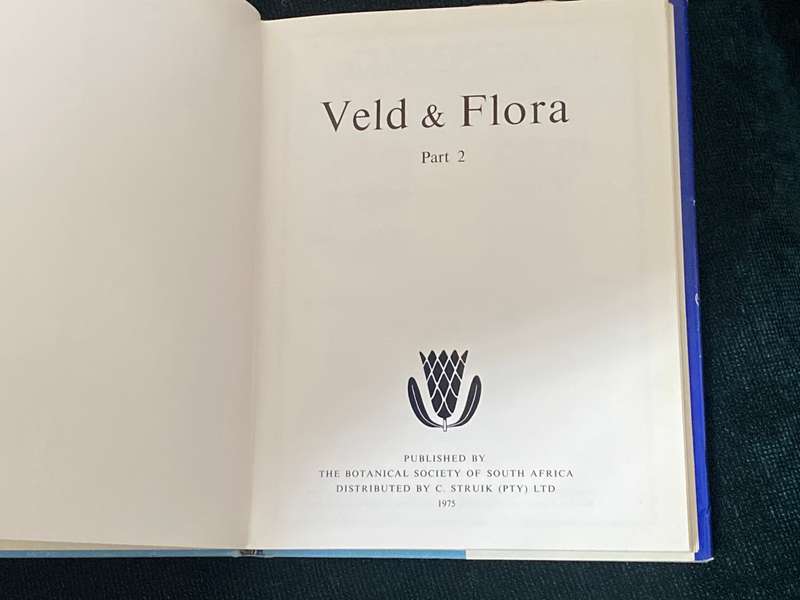 Veld & Flora
Part 2
PUBLISHED BY
THE BOTANICAL SOCIETY OF SOUTH AFRICA
DISTRIBUTED BY C. STRUIK (PTY) LTD
1975